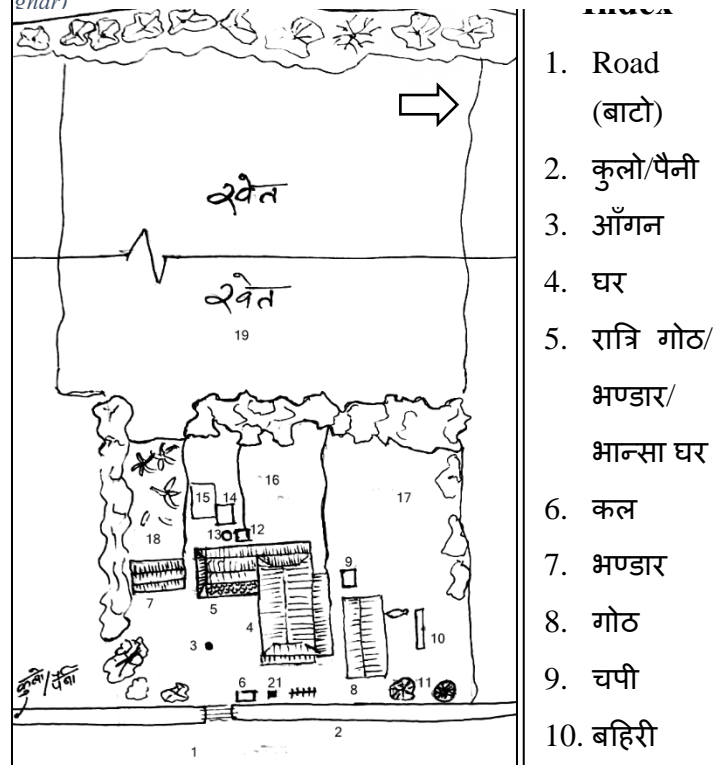 ghar)
Index
1. Road
(बाटो)
2. कुलो/पैनी
3. आँगन
4. घर
5. रात्रि गोठ/
भण्डार/
भान्सा घर
6. कल
7. भण्डार
8. गोठ
9. चपी
10. बहिरी
खेत
खेत
19
15
14
16
17
13
12
18
9
7
5
4
10
3
6
21
8
11
कुलो/पैनी
2
1